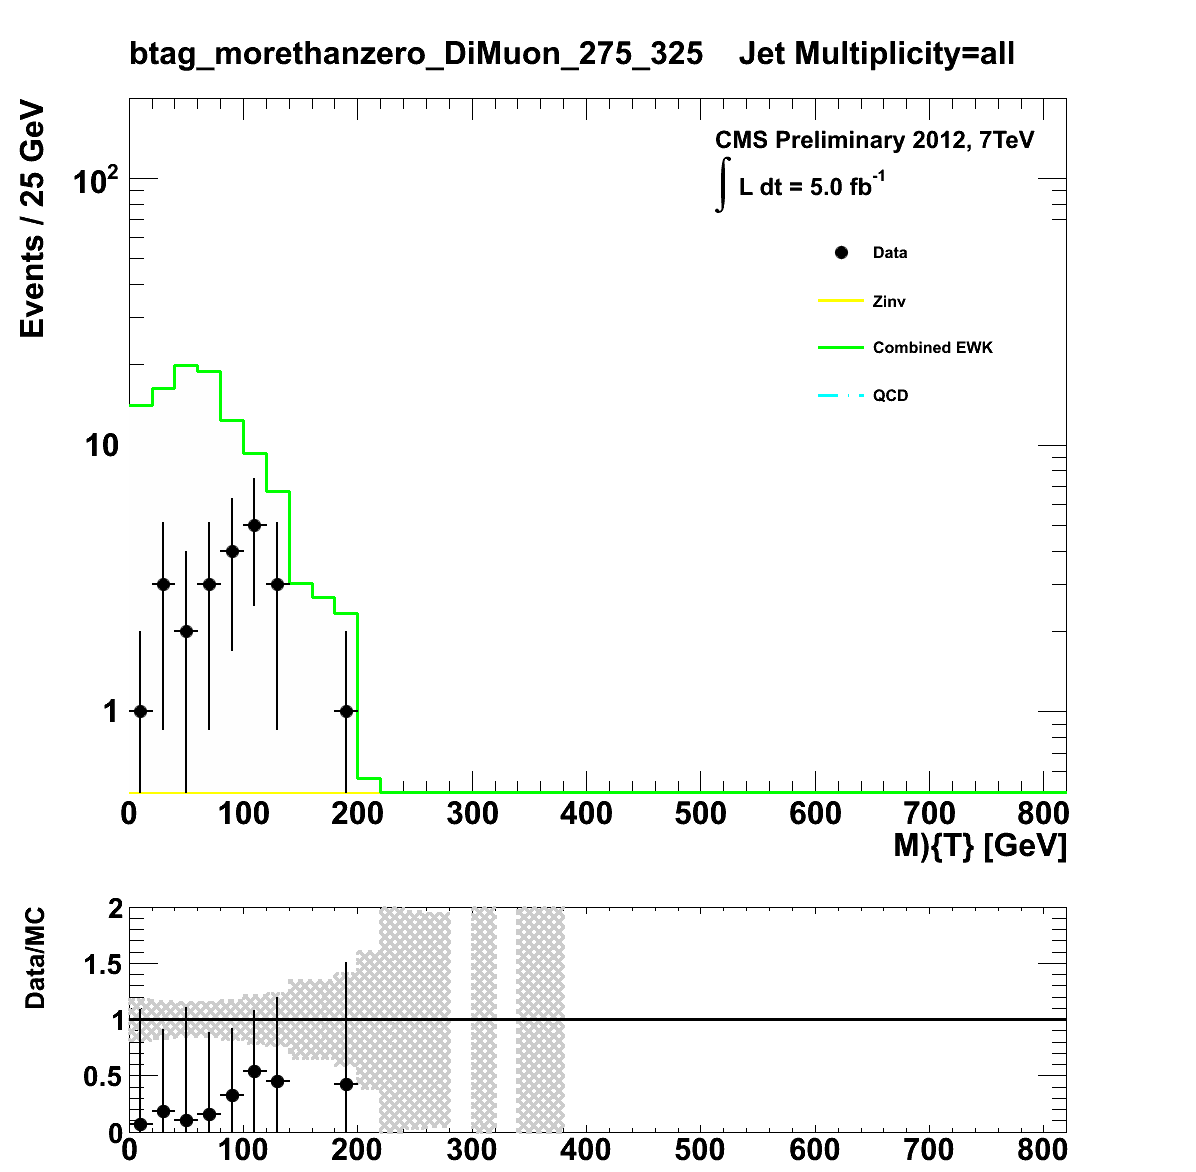 btag_morethanzero_DiMuon_275_325 Jet Multiplicity=all
Events / 25 GeV
CMS Preliminary 2012, 7TeV
∫ L dt = 5.0 fb⁻¹
Data
Zinv
Combined EWK
QCD
10²
10
1
0 100 200 300 400 500 600 700 800
M){T} [GeV]
Data/MC
2
1.5
1
0.5
0
0 100 200 300 400 500 600 700 800